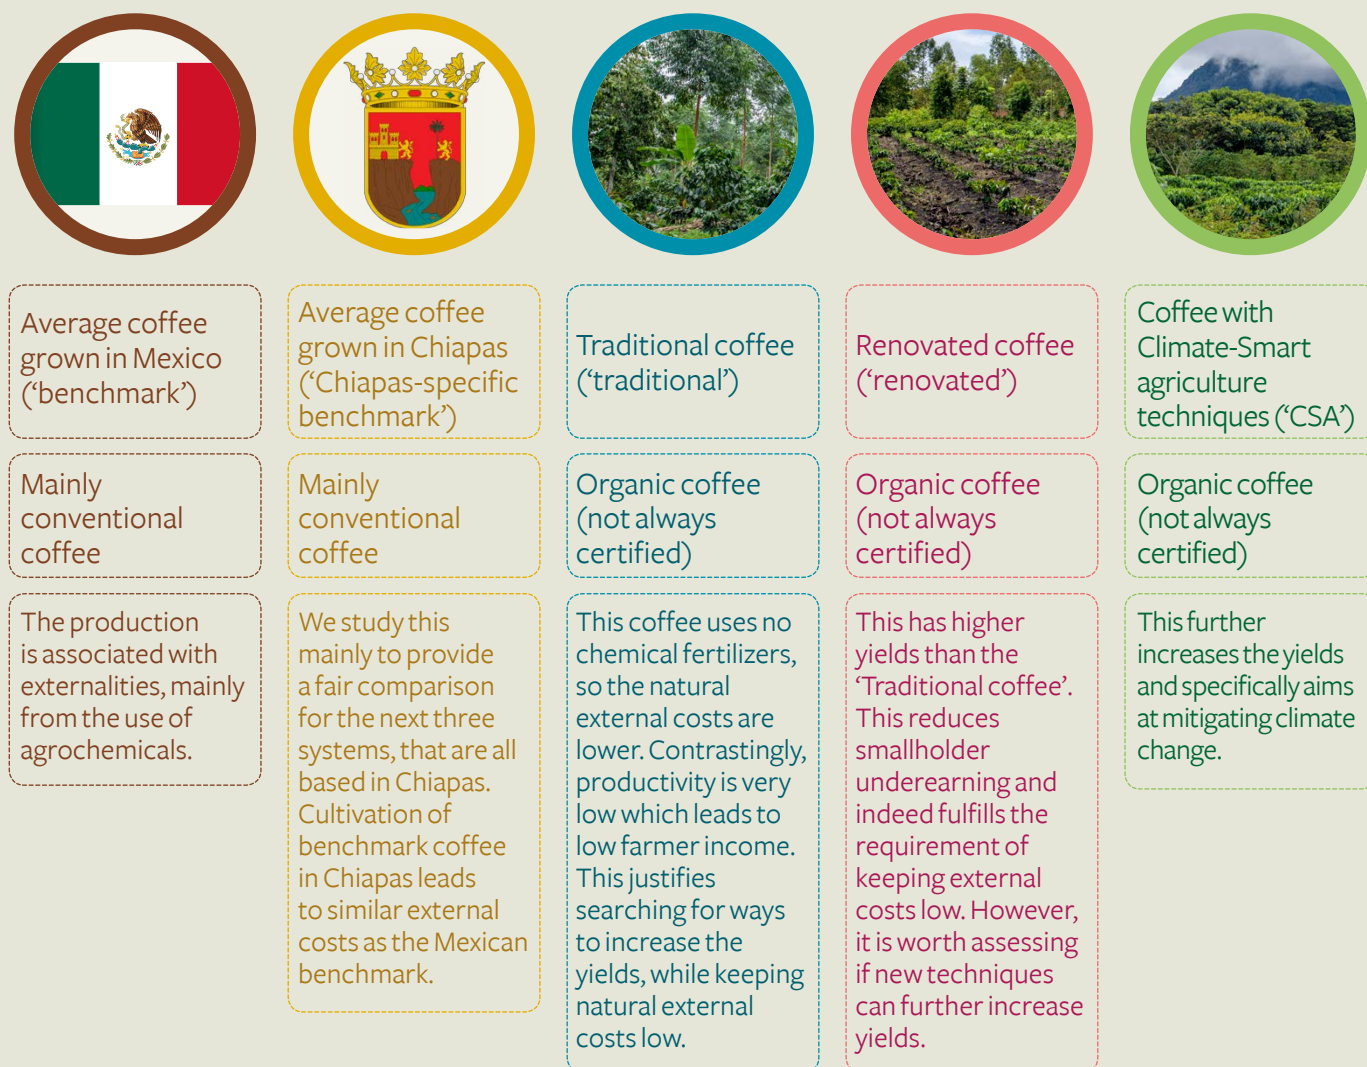 Average coffee
grown in Mexico
(‘benchmark’)
Average coffee
grown in Chiapas
(‘Chiapas-specific
benchmark’)
Traditional coffee
(‘traditional’)
Renovated coffee
(‘renovated’)
Coffee with
Climate-Smart
agriculture
techniques (‘CSA’)
Mainly
conventional
coffee
Mainly
conventional
coffee
Organic coffee
(not always
certified)
Organic coffee
(not always
certified)
Organic coffee
(not always
certified)
The production
is associated with
externalities, mainly
from the use of
agrochemicals.
We study this
mainly to provide
a fair comparison
for the next three
systems, that are all
based in Chiapas.
Cultivation of
benchmark coffee
in Chiapas leads
to similar external
costs as the Mexican
benchmark.
This coffee uses no
chemical fertilizers,
so the natural
external costs are
lower. Contrastingly,
productivity is very
low which leads to
low farmer income.
This justifies
searching for ways
to increase the
yields, while keeping
natural external
costs low.
This has higher
yields than the
‘Traditional coffee’.
This reduces
smallholder
underearning and
indeed fulfills the
requirement of
keeping external
costs low. However,
it is worth assessing
if new techniques
can further increase
yields.
This further
increases the yields
and specifically aims
at mitigating climate
change.